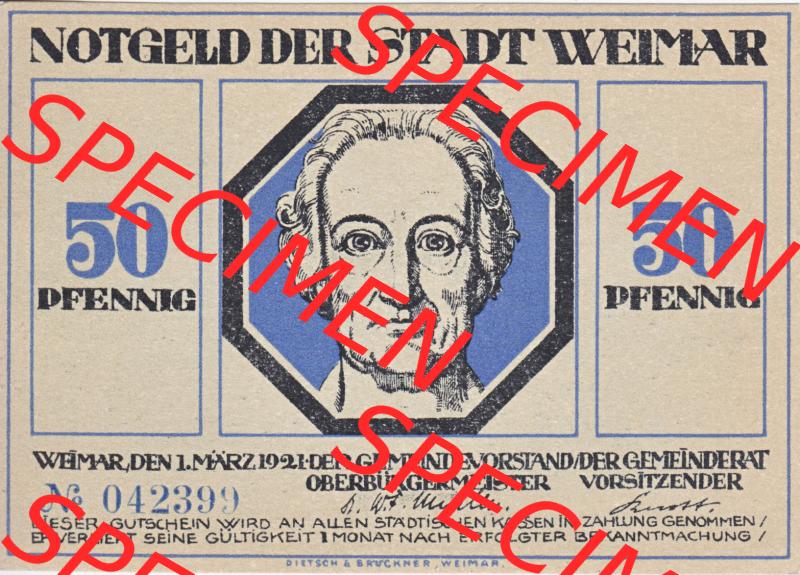 NOTGELD DER STADT WEIMAR
50
PFENNIG
50
PFENNIG
WEIMAR, DEN 1. MÄRZ 1921. DER GEMEINDEVORSTAND / DER GEMEINDERAT
OBERBÜRGERMEISTER VORSITZENDER
№ 042399
DIESER GUTSCHEIN WIRD AN ALLEN STÄDTISCHEN KASSEN IN ZAHLUNG GENOMMEN /
ER VERLIERT SEINE GÜLTIGKEIT 1 MONAT NACH ERFOLGTER BEKANNTMACHUNG /
DIETSCH & BRÜCKNER, WEIMAR.
SPECIMEN
SPECIMEN
SPECIMEN
SPECIMEN